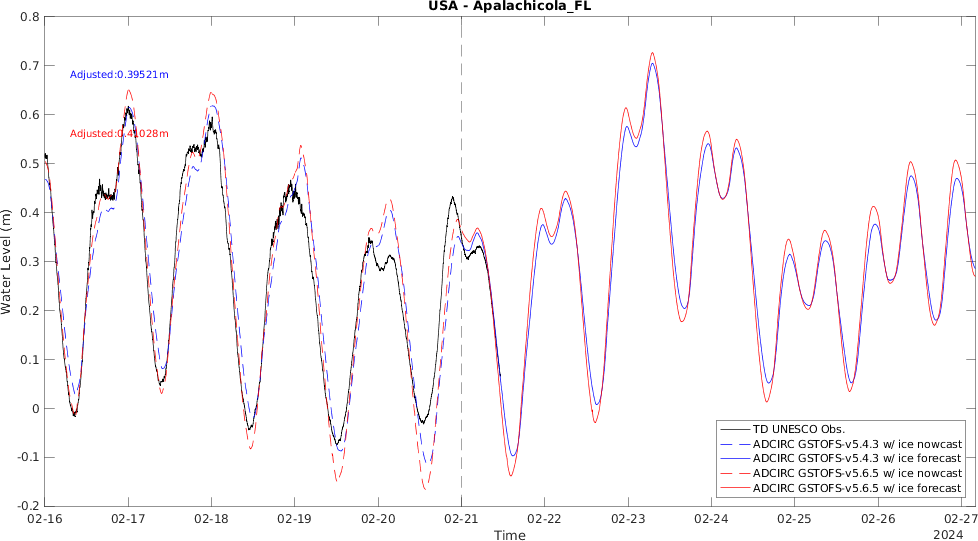 USA - Apalachicola_FL
0.8
0.7
0.6
0.5
0.4
0.3
0.2
0.1
0
-0.1
-0.2
Water Level (m)
Adjusted:0.39521m
Adjusted:0.41028m
TD UNESCO Obs.
ADCIRC GSTOFS-v5.4.3 w/ ice nowcast
ADCIRC GSTOFS-v5.4.3 w/ ice forecast
ADCIRC GSTOFS-v5.6.5 w/ ice nowcast
ADCIRC GSTOFS-v5.6.5 w/ ice forecast
02-16 02-17 02-18 02-19 02-20 02-21 02-22 02-23 02-24 02-25 02-26 02-27
Time
2024